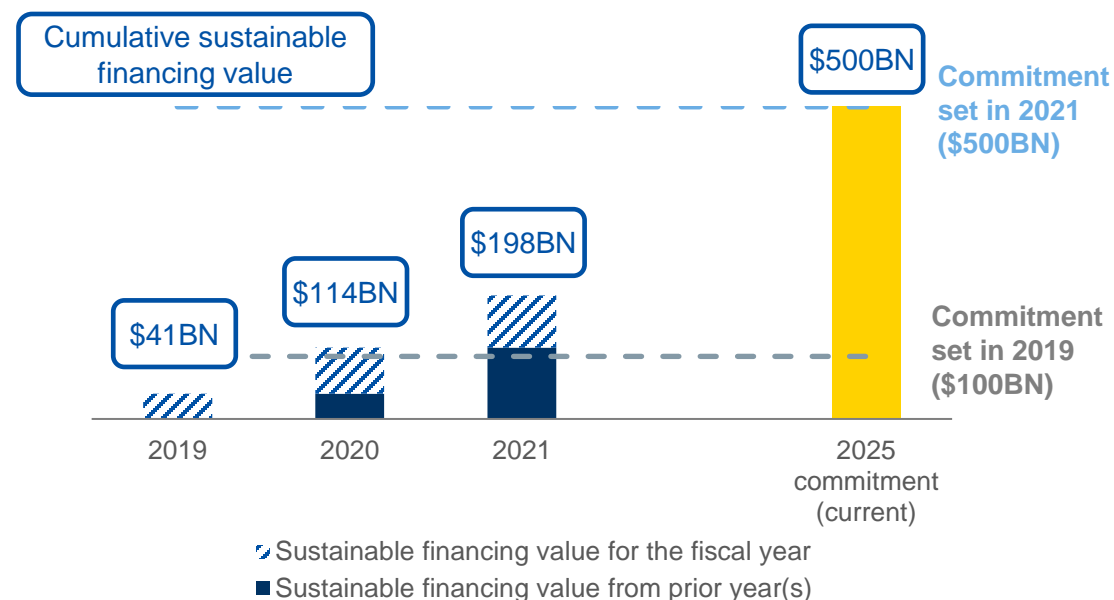 Cumulative sustainable
financing value
$500BN
Commitment
set in 2021
($500BN)
$198BN
$114BN
$41BN
Commitment
set in 2019
($100BN)
2019
2020
2021
2025
commitment
(current)
Sustainable financing value for the fiscal year
Sustainable financing value from prior year(s)